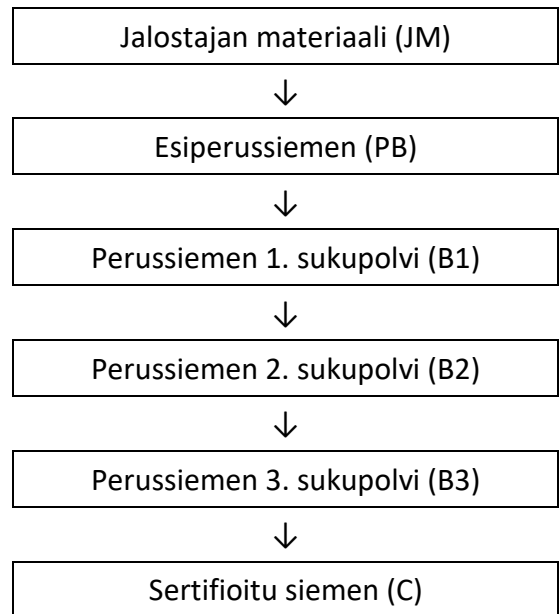 Jalostajan materiaali (JM)
↓
Esiperussiemen (PB)
↓
Perussiemen 1. sukupolvi (B1)
↓
Perussiemen 2. sukupolvi (B2)
↓
Perussiemen 3. sukupolvi (B3)
↓
Sertifioitu siemen (C)